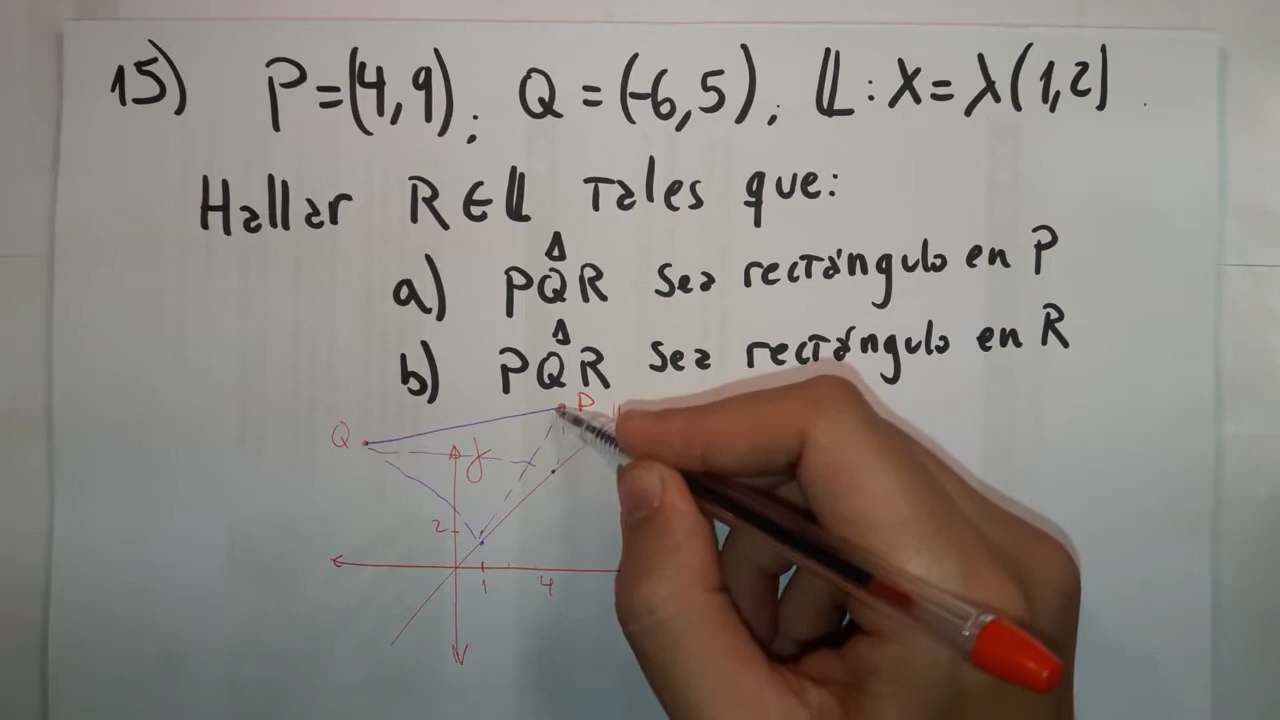 15) P=(4,9); Q=(-6,5); 𝕃: X=λ(1,2)
Hallar R∈𝕃 tales que:
a) PQ̂R sea rectángulo en P
b) PQ̂R sea rectángulo en R
P
Q
y
2
1 4